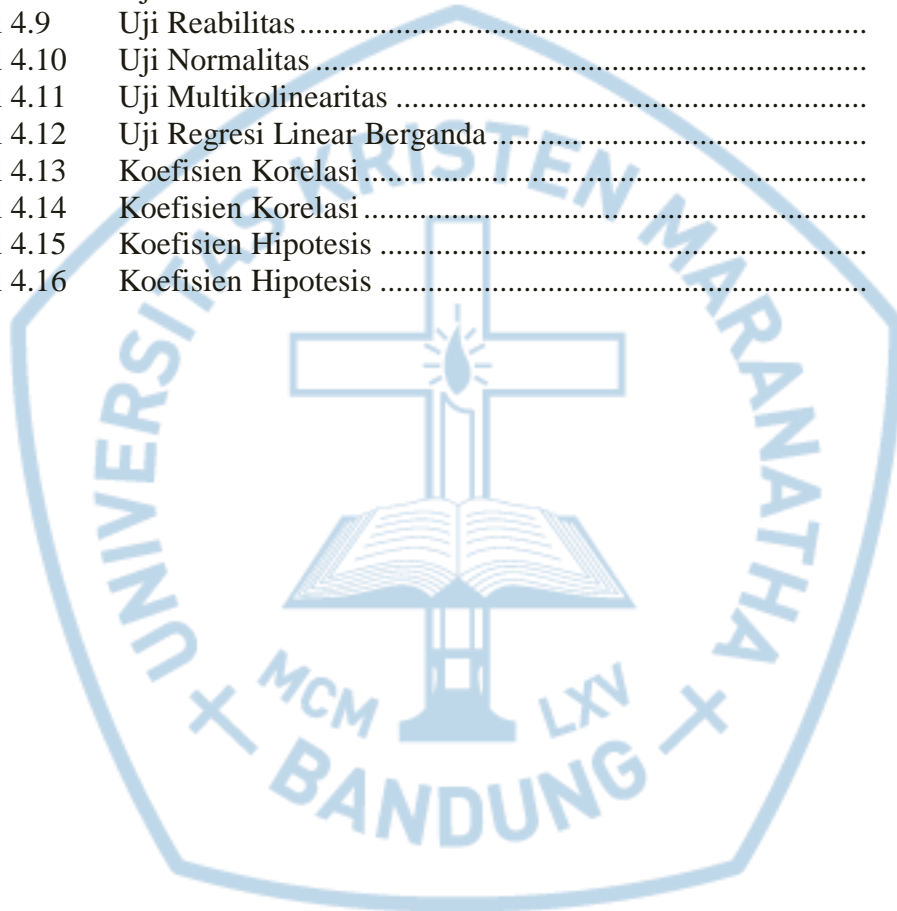 4.9 Uji Reabilitas ......................................................................
4.10 Uji Normalitas ....................................................................
4.11 Uji Multikolinearitas ..........................................................
4.12 Uji Regresi Linear Berganda ..............................................
4.13 Koefisien Korelasi ..............................................................
4.14 Koefisien Korelasi ..............................................................
4.15 Koefisien Hipotesis ............................................................
4.16 Koefisien Hipotesis ............................................................
UNIVERSITAS KRISTEN MARANATHA
MCM LXV
BANDUNG